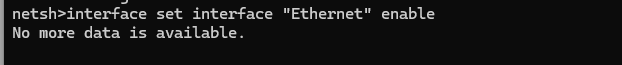 netsh>interface set interface "Ethernet" enable
No more data is available.